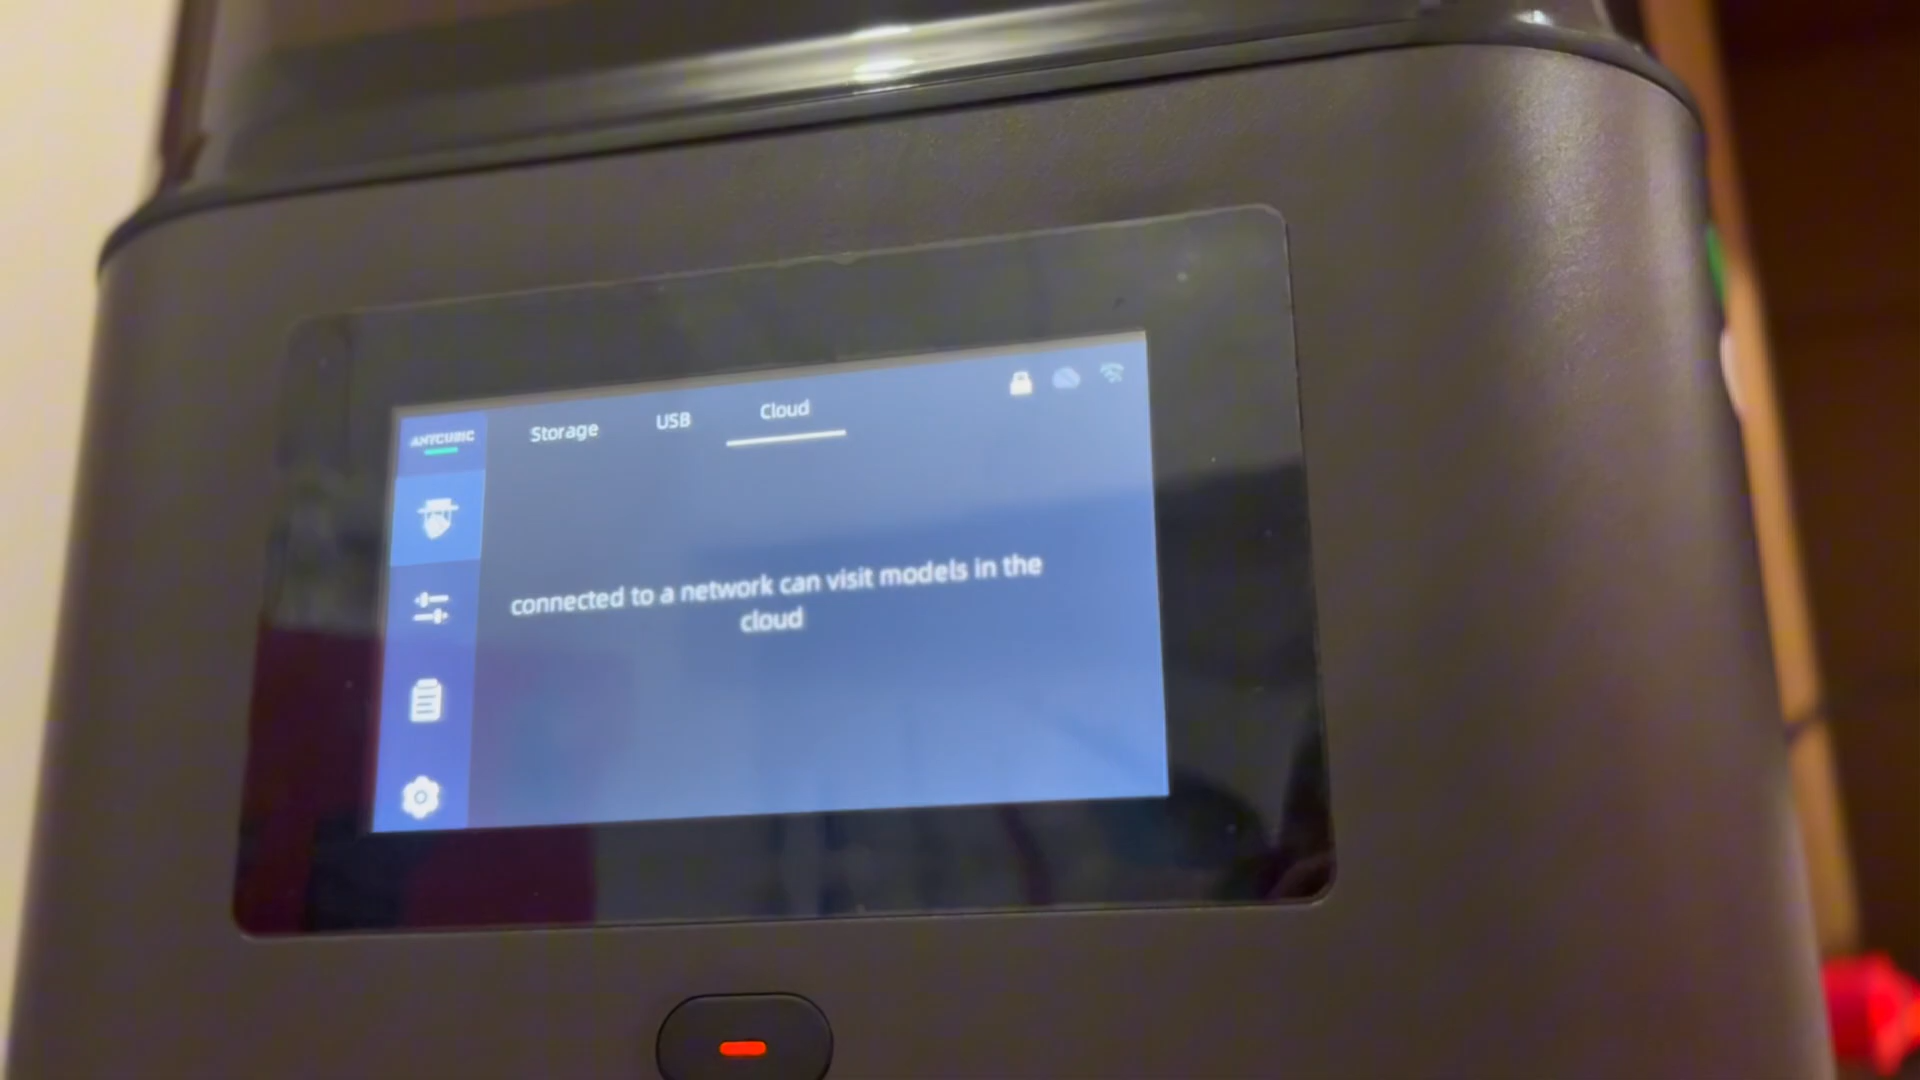 ANYCUBIC
Storage
USB
Cloud
connected to a network can visit models in the
cloud